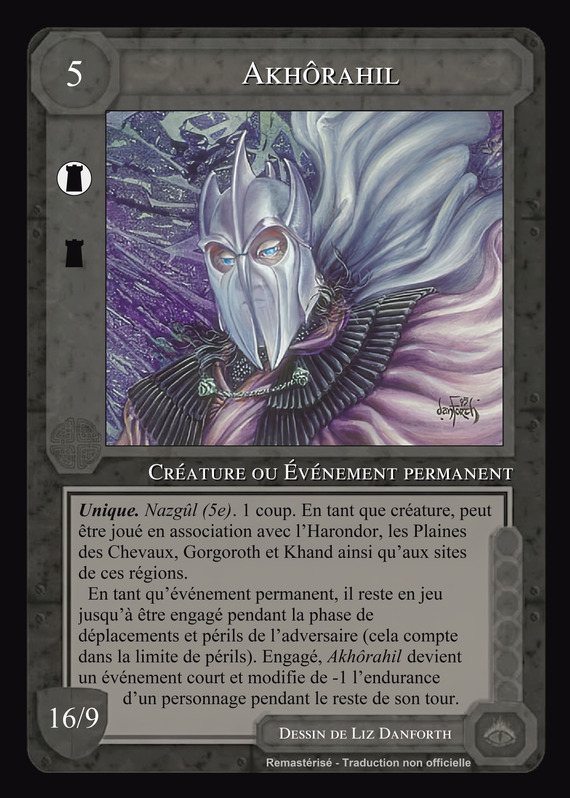 5
AKHÔRAHIL
danforth
CRÉATURE OU ÉVÉNEMENT PERMANENT
Unique. Nazgûl (5e). 1 coup. En tant que créature, peut
être joué en association avec l'Harondor, les Plaines
des Chevaux, Gorgoroth et Khand ainsi qu'aux sites
de ces régions.
En tant qu'événement permanent, il reste en jeu
jusqu'à être engagé pendant la phase de
déplacements et périls de l'adversaire (cela compte
dans la limite de périls). Engagé, Akhôrahil devient
un événement court et modifie de -1 l'endurance
d'un personnage pendant le reste de son tour.
16/9
DESSIN DE LIZ DANFORTH
Remastérisé - Traduction non officielle